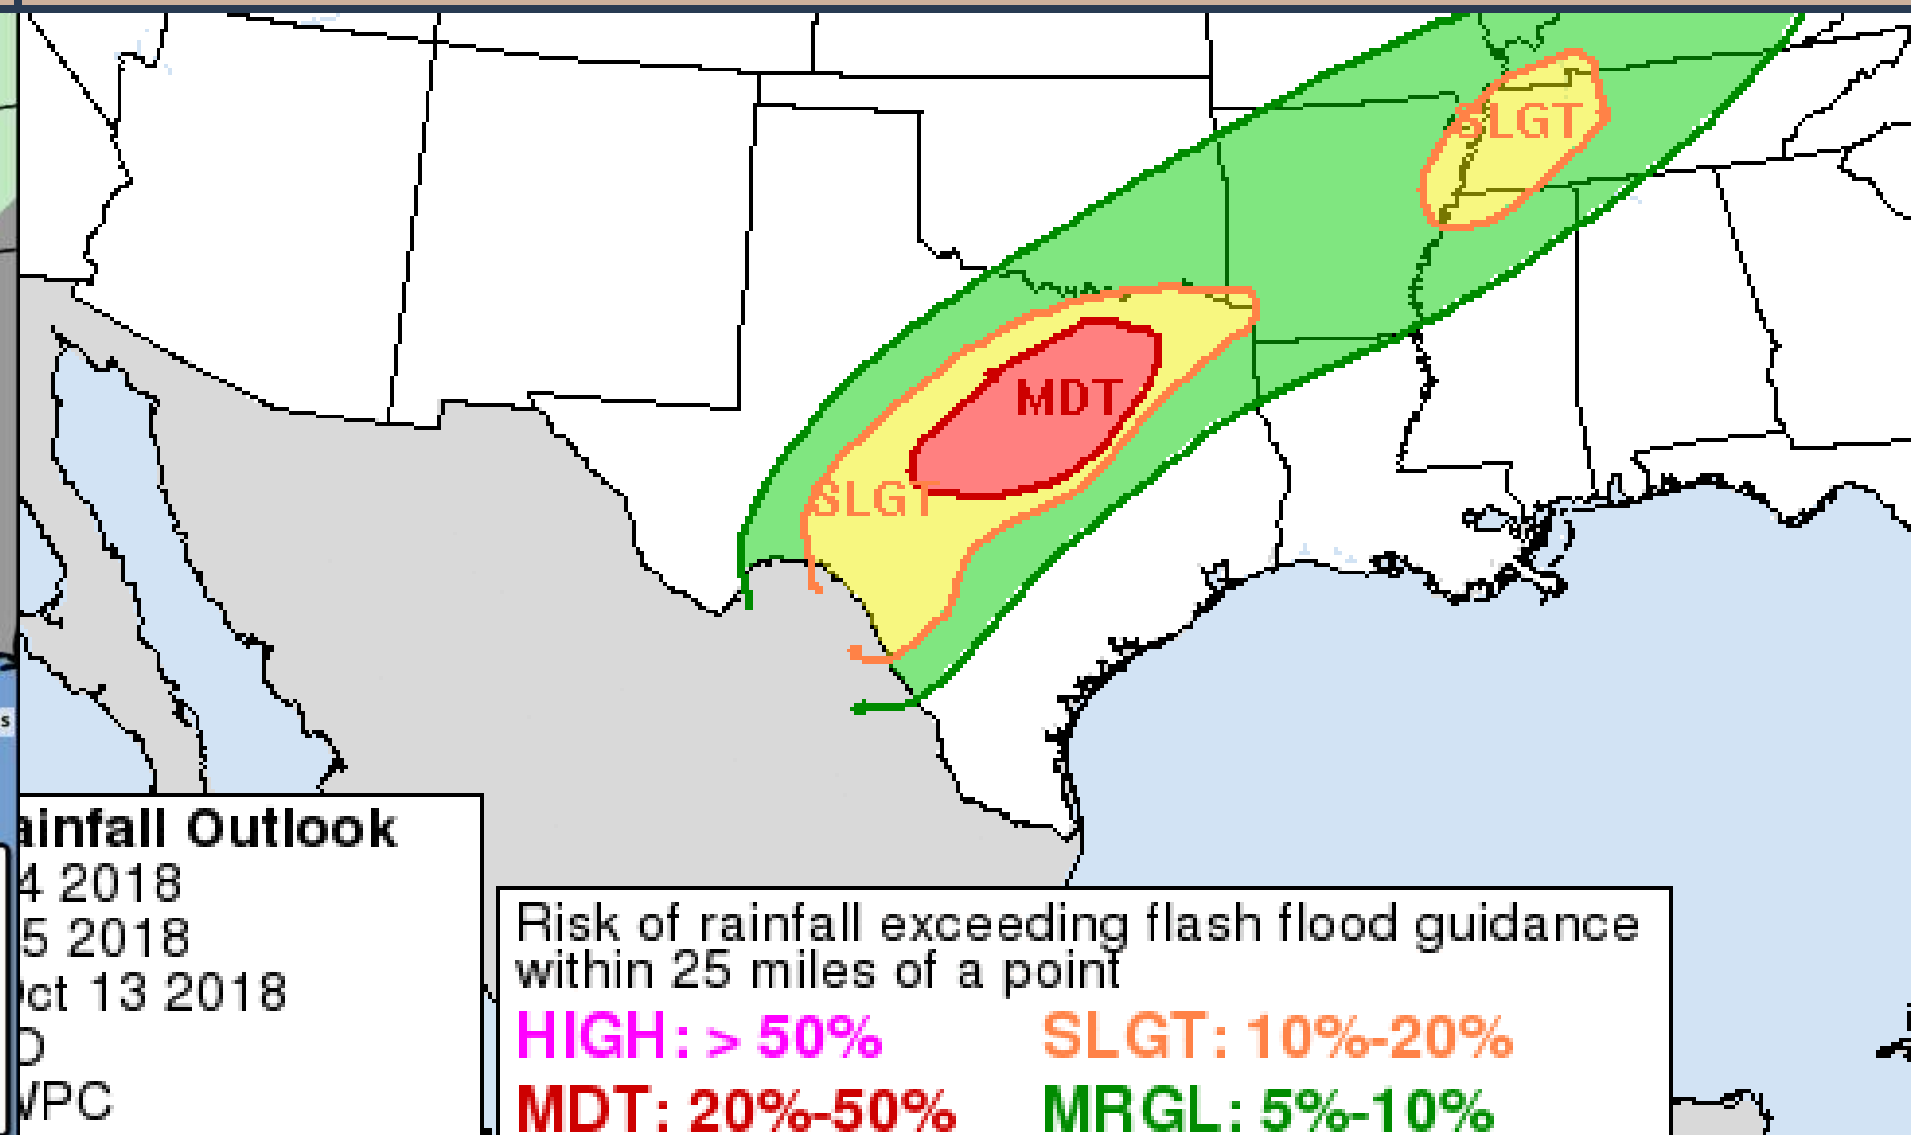 SLGT
MDT
SLGT
ainfall Outlook
4 2018
5 2018
ct 13 2018
WPC
Risk of rainfall exceeding flash flood guidance
within 25 miles of a point
HIGH: > 50% SLGT: 10%-20%
MDT: 20%-50% MRGL: 5%-10%
s